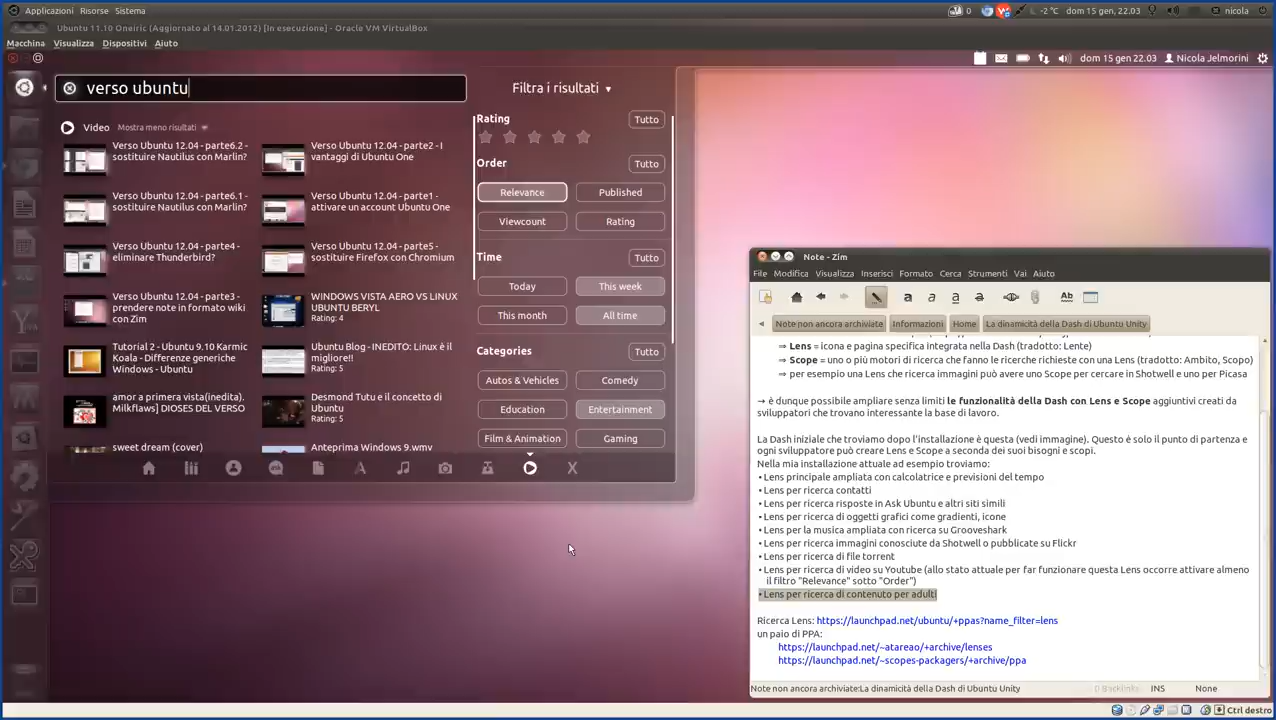 Applicazioni Risorse Sistema
0 -2 °C dom 15 gen, 22.03 nicola
Ubuntu 11.10 Oneiric (Aggiornato al 14.01.2012) [In esecuzione] - Oracle VM VirtualBox
Macchina Visualizza Dispositivi Aiuto
dom 15 gen 22.03 Nicola Jelmorini
verso ubuntu
Filtra i risultati
Video Mostra meno risultati
Verso Ubuntu 12.04 - parte6.2 - sostituire Nautilus con Marlin?
Verso Ubuntu 12.04 - parte2 - I vantaggi di Ubuntu One
Verso Ubuntu 12.04 - parte6.1 - sostituire Nautilus con Marlin?
Verso Ubuntu 12.04 - parte1 - attivare un account Ubuntu One
Verso Ubuntu 12.04 - parte4 - eliminare Thunderbird?
Verso Ubuntu 12.04 - parte5 - sostituire Firefox con Chromium
Verso Ubuntu 12.04 - parte3 - prendere note in formato wiki con Zim
WINDOWS VISTA AERO VS LINUX UBUNTU BERYL
Rating: 4
Tutorial 2 - Ubuntu 9.10 Karmic Koala - Differenze generiche Windows - Ubuntu
Ubuntu Blog - INEDITO: Linux è il migliore!!
Rating: 5
amor a primera vista(inedita). Milkflaws] DIOSES DEL VERSO
Desmond Tutu e il concetto di Ubuntu
Rating: 5
sweet dream (cover)
Anteprima Windows 9.wmv
Rating Tutto
Order Tutto
Relevance Published
Viewcount Rating
Time Tutto
Today This week
This month All time
Categories Tutto
Autos & Vehicles Comedy
Education Entertainment
Film & Animation Gaming
Note - Zim
File Modifica Visualizza Inserisci Formato Cerca Strumenti Vai Aiuto
a a a a Ab
Note non ancora archiviate Informazioni Home La dinamicità della Dash di Ubuntu Unity
⇒ Lens = icona e pagina specifica integrata nella Dash (tradotto: Lente)
⇒ Scope = uno o più motori di ricerca che fanno le ricerche richieste con una Lens (tradotto: Ambito, Scopo)
⇒ per esempio una Lens che ricerca immagini può avere uno Scope per cercare in Shotwell e uno per Picasa
→ è dunque possibile ampliare senza limiti le funzionalità della Dash con Lens e Scope aggiuntivi creati da
sviluppatori che trovano interessante la base di lavoro.
La Dash iniziale che troviamo dopo l'installazione è questa (vedi immagine). Questo è solo il punto di partenza e
ogni sviluppatore può creare Lens e Scope a seconda dei suoi bisogni e scopi.
Nella mia installazione attuale ad esempio troviamo:
• Lens principale ampliata con calcolatrice e previsioni del tempo
• Lens per ricerca contatti
• Lens per ricerca risposte in Ask Ubuntu e altri siti simili
• Lens per ricerca di oggetti grafici come gradienti, icone
• Lens per la musica ampliata con ricerca su Grooveshark
• Lens per ricerca immagini conosciute da Shotwell o pubblicate su Flickr
• Lens per ricerca di file torrent
• Lens per ricerca di video su Youtube (allo stato attuale per far funzionare questa Lens occorre attivare almeno
il filtro "Relevance" sotto "Order")
• Lens per ricerca di contenuto per adulti
Ricerca Lens: https://launchpad.net/ubuntu/+ppas?name_filter=lens
un paio di PPA:
https://launchpad.net/~atareao/+archive/lenses
https://launchpad.net/~scopes-packagers/+archive/ppa
Note non ancora archiviate:La dinamicità della Dash di Ubuntu Unity Backlinks INS None
Ctrl destro